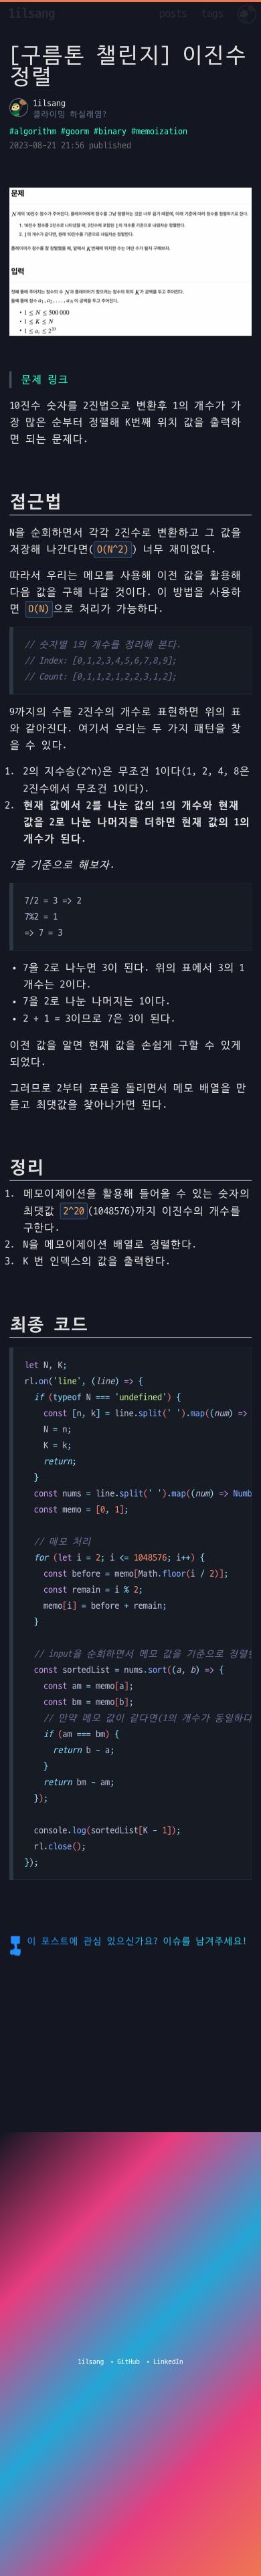 1ilsang posts tags
[구름톤 챌린지] 이진수
정렬
1ilsang
클라이밍 하실래염?
#algorithm #goorm #binary #memoization
2023-08-21 21:56 published
문제
N개의 10진수 숫자가 주어진다. 플레이어에게 정수를 그냥 정렬하는 것은 너무 쉽기 때문에, 아래 기준에 따라 정수를 정렬하기로 한다.
1. 10진수 정수를 2진수로 나타냈을 때, 2진수에 포함된 1의 개수를 기준으로 내림차순 정렬한다.
2. 1의 개수가 같다면, 원래 10진수를 기준으로 내림차순 정렬한다.
플레이어가 정수를 잘 정렬했을 때, 앞에서 K번째에 위치한 수는 어떤 수가 될지 구해보자.
입력
첫째 줄에 주어지는 정수의 수 N과 플레이어가 찾으려는 정수의 위치 K가 공백을 두고 주어진다.
둘째 줄에 정수 a1, a2, ..., aN이 공백을 두고 주어진다.
• 1 ≤ N ≤ 500 000
• 1 ≤ K ≤ N
• 1 ≤ ai ≤ 2^20
문제 링크
10진수 숫자를 2진법으로 변환후 1의 개수가 가
장 많은 순부터 정렬해 K번째 위치 값을 출력하
면 되는 문제다.
접근법
N을 순회하면서 각각 2진수로 변환하고 그 값을
저장해 나간다면(O(N^2)) 너무 재미없다.
따라서 우리는 메모를 사용해 이전 값을 활용해
다음 값을 구해 나갈 것이다. 이 방법을 사용하
면 O(N)으로 처리가 가능하다.
// 숫자별 1의 개수를 정리해 본다.
// Index: [0,1,2,3,4,5,6,7,8,9];
// Count: [0,1,1,2,1,2,2,3,1,2];
9까지의 수를 2진수의 개수로 표현하면 위의 표
와 같아진다. 여기서 우리는 두 가지 패턴을 찾
을 수 있다.
1. 2의 지수승(2^n)은 무조건 1이다(1, 2, 4, 8은
2진수에서 무조건 1이다).
2. 현재 값에서 2를 나눈 값의 1의 개수와 현재
값을 2로 나눈 나머지를 더하면 현재 값의 1의
개수가 된다.
7을 기준으로 해보자.
7/2 = 3 => 2
7%2 = 1
=> 7 = 3
• 7을 2로 나누면 3이 된다. 위의 표에서 3의 1
개수는 2이다.
• 7을 2로 나눈 나머지는 1이다.
• 2 + 1 = 3이므로 7은 3이 된다.
이전 값을 알면 현재 값을 손쉽게 구할 수 있게
되었다.
그러므로 2부터 포문을 돌리면서 메모 배열을 만
들고 최댓값을 찾아나가면 된다.
정리
1. 메모이제이션을 활용해 들어올 수 있는 숫자의
최댓값 2^20(1048576)까지 이진수의 개수를
구한다.
2. N을 메모이제이션 배열로 정렬한다.
3. K 번 인덱스의 값을 출력한다.
최종 코드
let N, K;
rl.on('line', (line) => {
if (typeof N === 'undefined') {
const [n, k] = line.split(' ').map((num) =>
N = n;
K = k;
return;
}
const nums = line.split(' ').map((num) => Numb
const memo = [0, 1];
// 메모 처리
for (let i = 2; i <= 1048576; i++) {
const before = memo[Math.floor(i / 2)];
const remain = i % 2;
memo[i] = before + remain;
}
// input을 순회하면서 메모 값을 기준으로 정렬한
const sortedList = nums.sort((a, b) => {
const am = memo[a];
const bm = memo[b];
// 만약 메모 값이 같다면(1의 개수가 동일하다
if (am === bm) {
return b - a;
}
return bm - am;
});
console.log(sortedList[K - 1]);
rl.close();
});
이 포스트에 관심 있으신가요? 이슈를 남겨주세요!
1ilsang • GitHub • LinkedIn